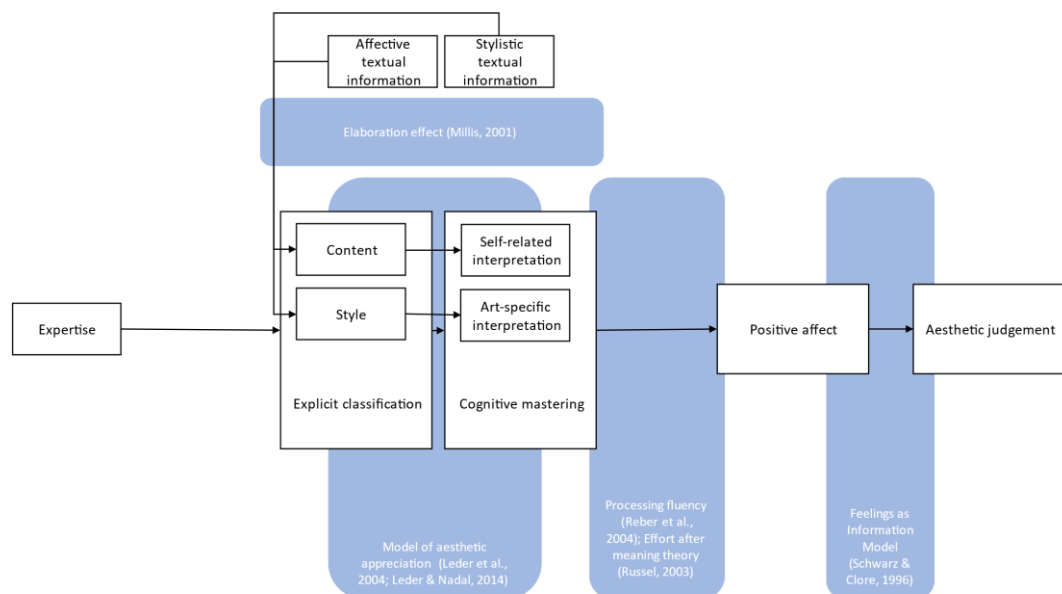 Affective
textual
information
Stylistic
textual
information
Elaboration effect (Millis, 2001)
Content
Self-related
interpretation
Style
Art-specific
interpretation
Expertise
Positive affect
Aesthetic judgement
Explicit classification
Cognitive mastering
Model of aesthetic
appreciation (Leder et al.,
2004; Leder & Nadal, 2014)
Processing fluency
(Reber et al.,
2004); Effort after
meaning theory
(Russel, 2003)
Feelings as
Information
Model
(Schwarz &
Clore, 1996)